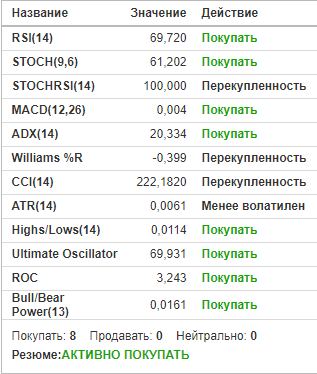 Название Значение Действие
RSI(14) 69,720 Покупать
STOCH(9,6) 61,202 Покупать
STOCHRSI(14) 100,000 Перекупленность
MACD(12,26) 0,004 Покупать
ADX(14) 20,334 Покупать
Williams %R -0,399 Перекупленность
CCI(14) 222,1820 Перекупленность
ATR(14) 0,0061 Менее волатилен
Highs/Lows(14) 0,0114 Покупать
Ultimate Oscillator 69,931 Покупать
ROC 3,243 Покупать
Bull/Bear
Power(13) 0,0161 Покупать
Покупать: 8 Продавать: 0 Нейтрально: 0
Резюме:АКТИВНО ПОКУПАТЬ